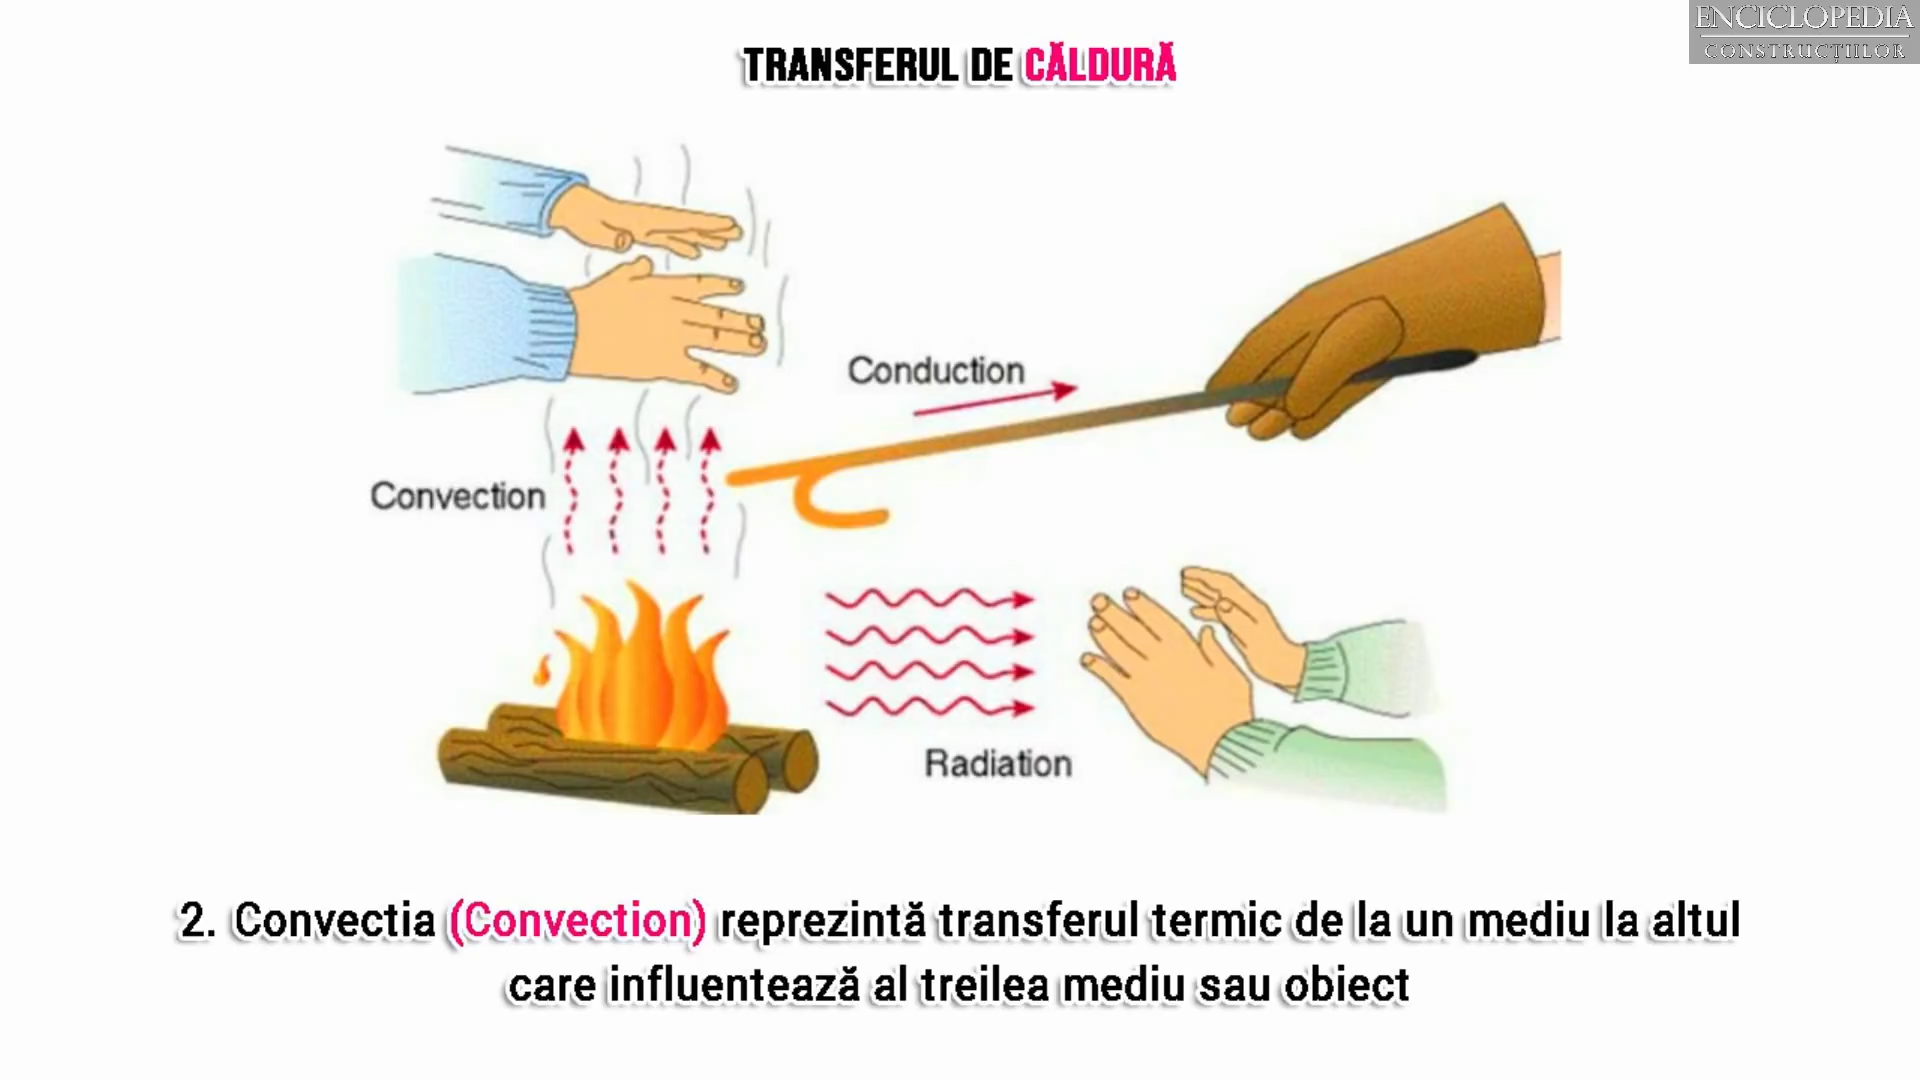 ENCICLOPEDIA
CONSTRUCȚIILOR
TRANSFERUL DE CĂLDURĂ
Conduction
Convection
Radiation
2. Convectia (Convection) reprezintă transferul termic de la un mediu la altul
care influentează al treilea mediu sau obiect